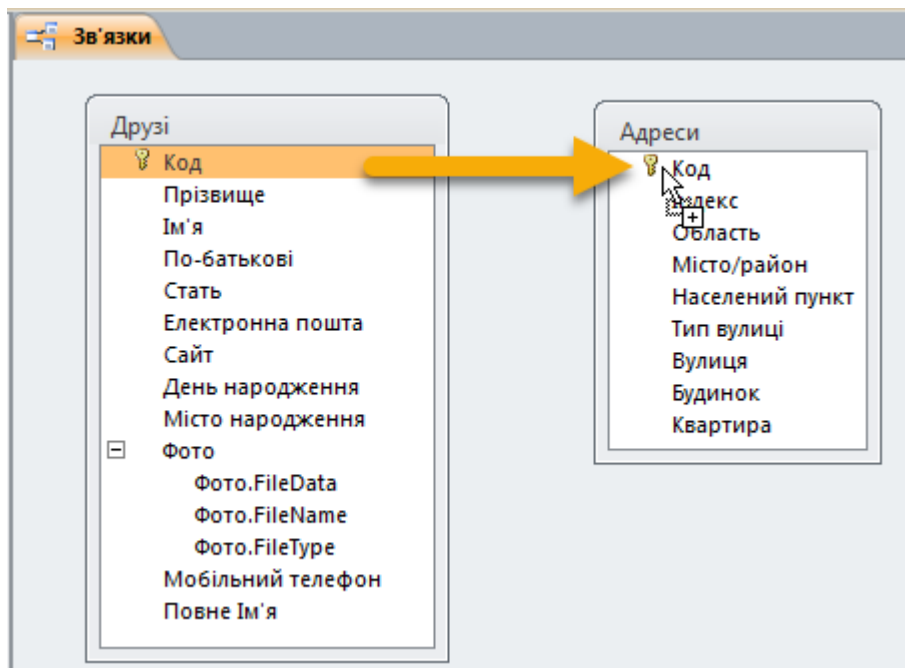 Зв'язки
Друзі
Код
Прізвище
Ім'я
По-батькові
Стать
Електронна пошта
Сайт
День народження
Місто народження
Фото
Фото.FileData
Фото.FileName
Фото.FileType
Мобільний телефон
Повне Ім'я
Адреси
Код
Індекс
Область
Місто/район
Населений пункт
Тип вулиці
Вулиця
Будинок
Квартира